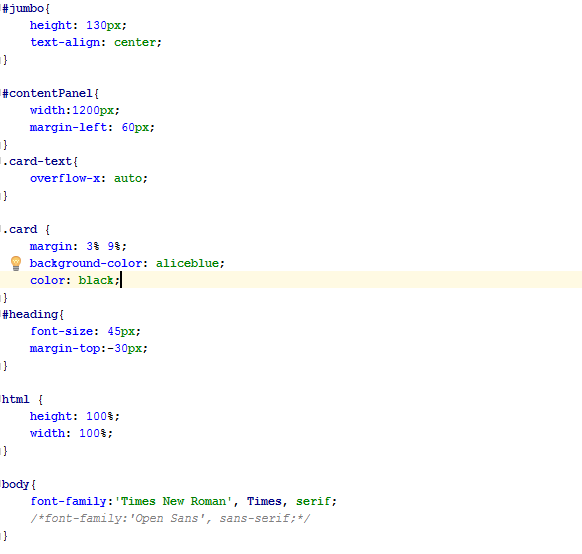 #jumbo{
    height: 130px;
    text-align: center;
}

#contentPanel{
    width:1200px;
    margin-left: 60px;
}
.card-text{
    overflow-x: auto;
}

.card {
    margin: 3% 9%;
    background-color: aliceblue;
    color: black;
}
#heading{
    font-size: 45px;
    margin-top:-30px;
}

html {
    height: 100%;
    width: 100%;
}

body{
    font-family:'Times New Roman', Times, serif;
    /*font-family:'Open Sans', sans-serif;*/
}